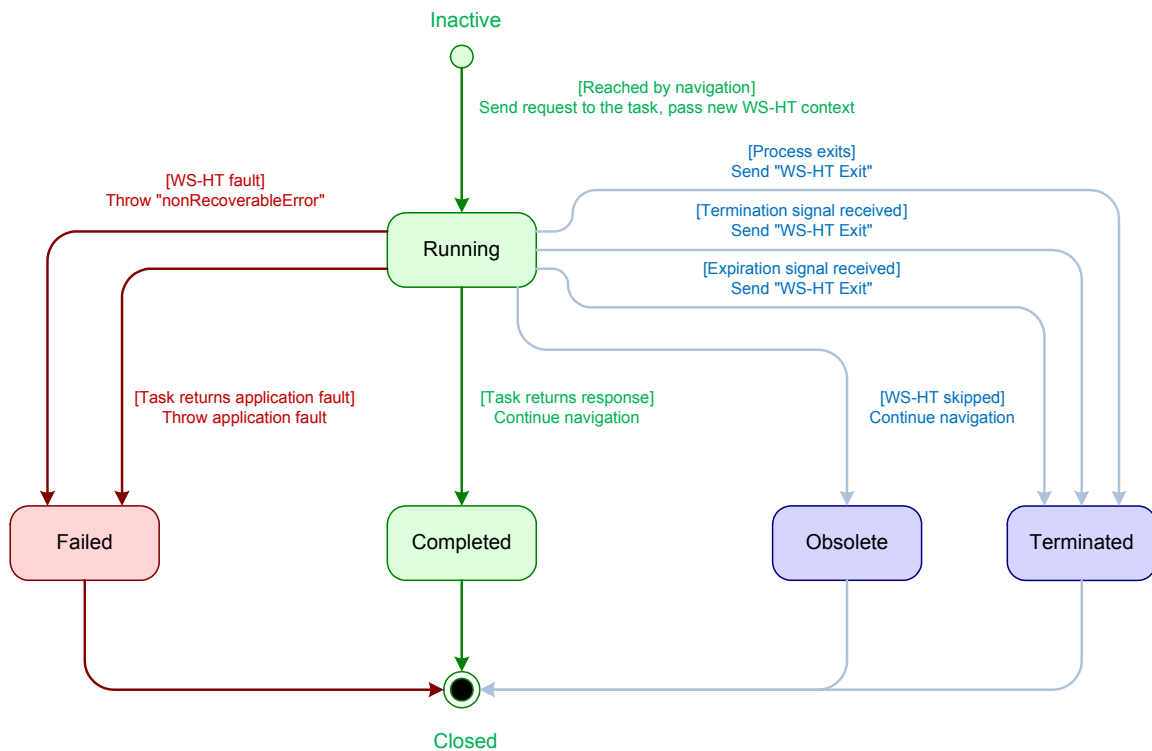 Inactive
[Reached by navigation]
Send request to the task, pass new WS-HT context
[Process exits]
Send "WS-HT Exit"
[WS-HT fault]
Throw "nonRecoverableError"
[Termination signal received]
Send "WS-HT Exit"
Running
[Expiration signal received]
Send "WS-HT Exit"
[Task returns application fault]
Throw application fault
[Task returns response]
Continue navigation
[WS-HT skipped]
Continue navigation
Failed
Completed
Obsolete
Terminated
Closed